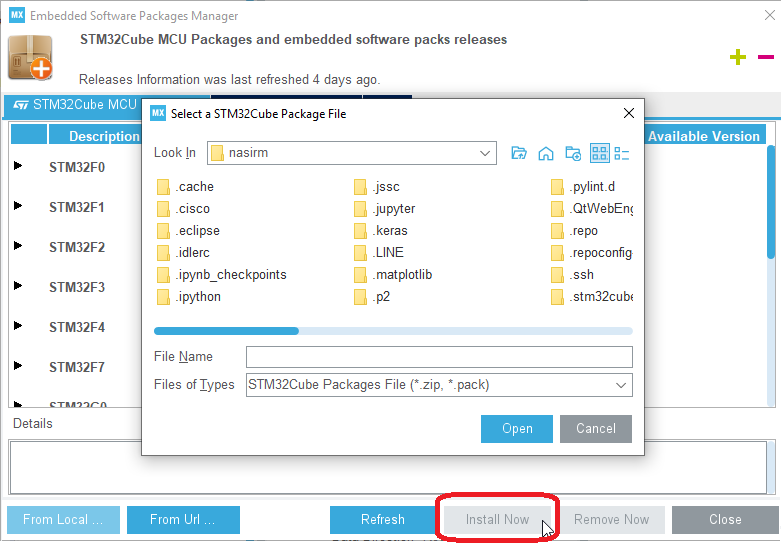 MX Embedded Software Packages Manager
STM32Cube MCU Packages and embedded software packs releases
Releases Information was last refreshed 4 days ago.
STM32Cube MCU
Description
Available Version
STM32F0
STM32F1
STM32F2
STM32F3
STM32F4
STM32F7
STM32G0
MX Select a STM32Cube Package File
Look In nasirm
.cache .jssc .pylint.d
.cisco .jupyter .QtWebEng
.eclipse .keras .repo
.idlerc .LINE .repoconfig
.ipynb_checkpoints .matplotlib .ssh
.ipython .p2 .stm32cube
File Name
Files of Types STM32Cube Packages File (*.zip, *.pack)
Open Cancel
Details
From Local ... From Url ... Refresh Install Now Remove Now Close